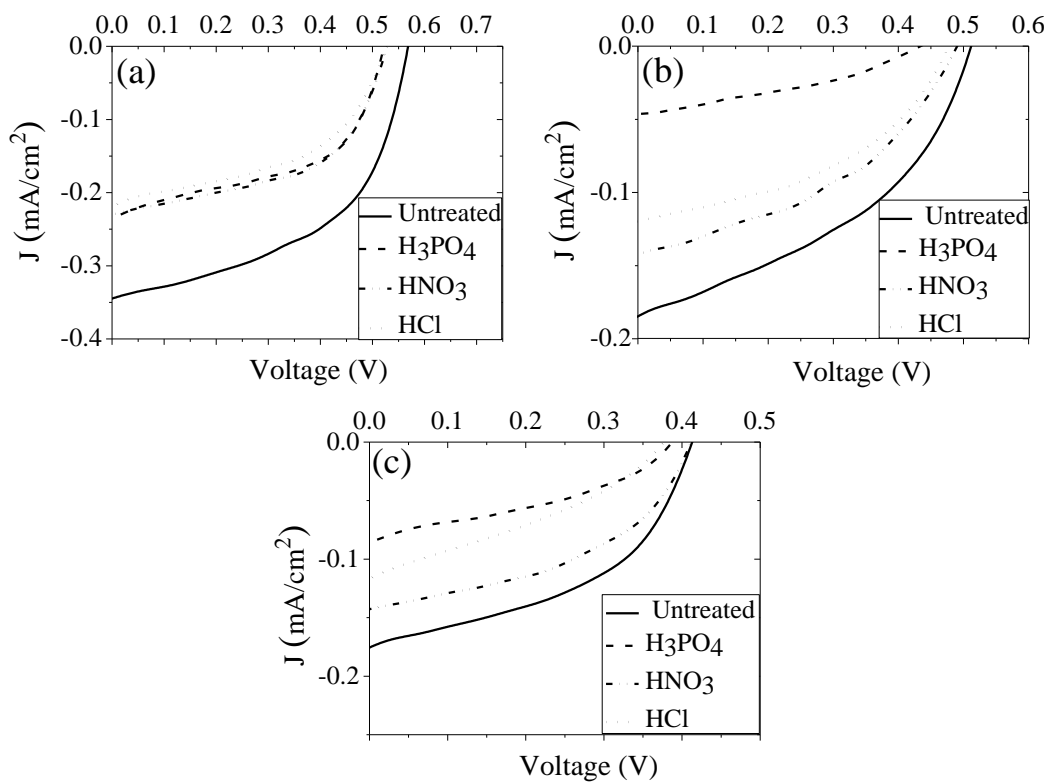 0.0 0.1 0.2 0.3 0.4 0.5 0.6 0.7
(a)
0.0
-0.1
-0.2
-0.3
-0.4
J (mA/cm²)
Untreated
H₃PO₄
HNO₃
HCl
Voltage (V)
0.0 0.1 0.2 0.3 0.4 0.5 0.6
(b)
0.0
-0.1
-0.2
J (mA/cm²)
Untreated
H₃PO₄
HNO₃
HCl
Voltage (V)
0.0 0.1 0.2 0.3 0.4 0.5
(c)
0.0
-0.1
-0.2
J (mA/cm²)
Untreated
H₃PO₄
HNO₃
HCl
Voltage (V)